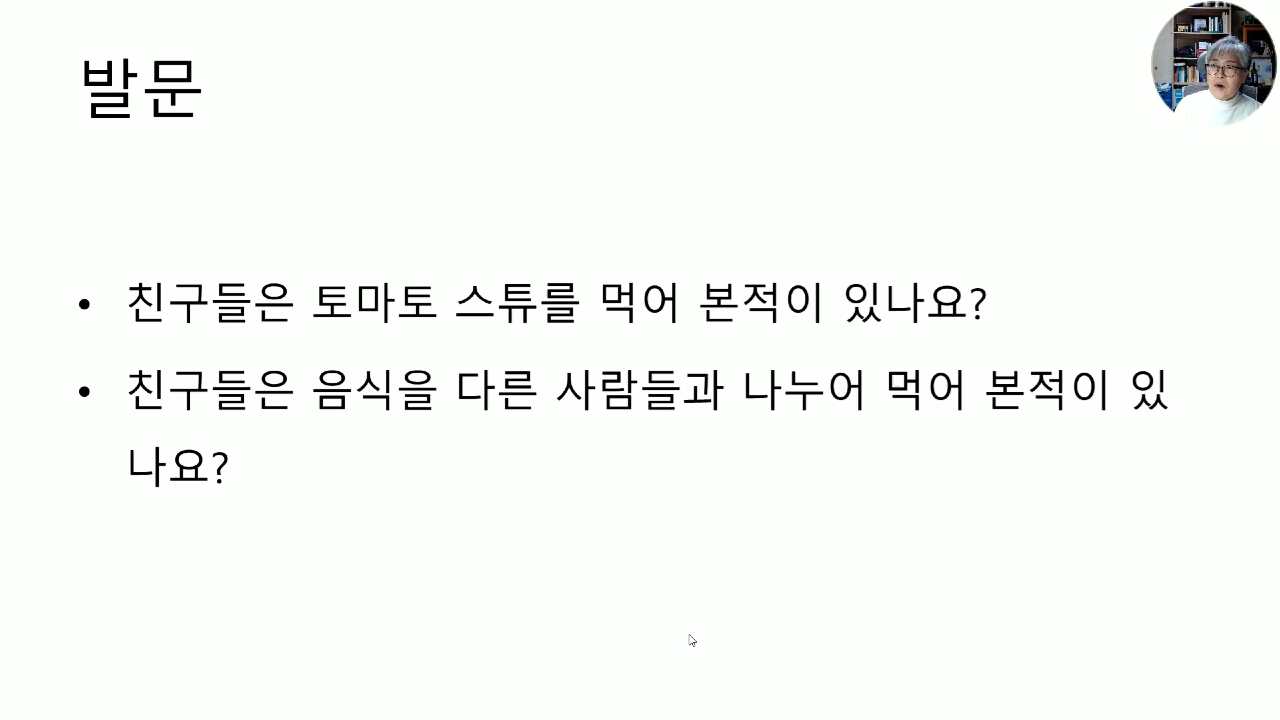 발문
• 친구들은 토마토 스튜를 먹어 본적이 있나요?
• 친구들은 음식을 다른 사람들과 나누어 먹어 본적이 있
나요?